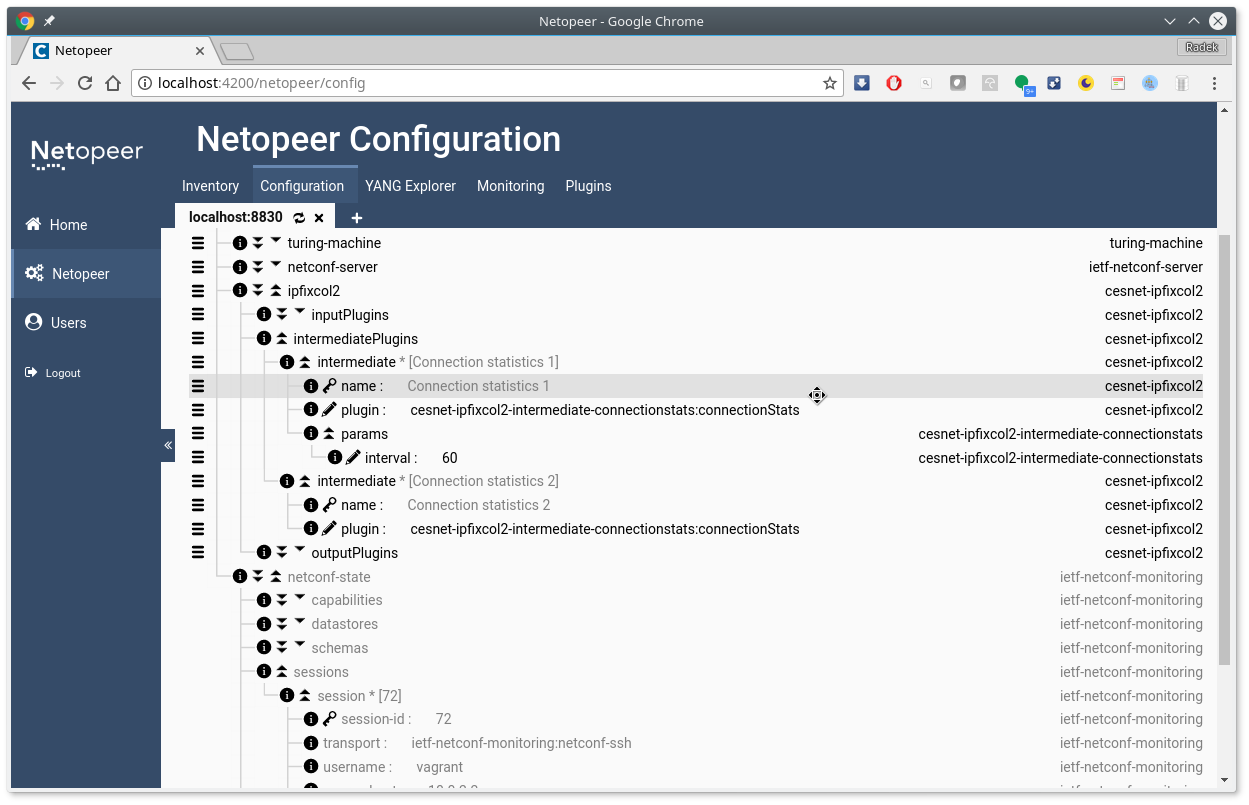 Netopeer - Google Chrome
Netopeer
Radek
localhost:4200/netopeer/config
9+
Netopeer
Netopeer Configuration
Inventory Configuration YANG Explorer Monitoring Plugins
localhost:8830
Home
Netopeer
Users
Logout
turing-machine turing-machine
netconf-server ietf-netconf-server
ipfixcol2 cesnet-ipfixcol2
inputPlugins cesnet-ipfixcol2
intermediatePlugins cesnet-ipfixcol2
intermediate * [Connection statistics 1] cesnet-ipfixcol2
name : Connection statistics 1 cesnet-ipfixcol2
plugin : cesnet-ipfixcol2-intermediate-connectionstats:connectionStats cesnet-ipfixcol2
params cesnet-ipfixcol2-intermediate-connectionstats
interval : 60 cesnet-ipfixcol2-intermediate-connectionstats
intermediate * [Connection statistics 2] cesnet-ipfixcol2
name : Connection statistics 2 cesnet-ipfixcol2
plugin : cesnet-ipfixcol2-intermediate-connectionstats:connectionStats cesnet-ipfixcol2
outputPlugins cesnet-ipfixcol2
netconf-state ietf-netconf-monitoring
capabilities ietf-netconf-monitoring
datastores ietf-netconf-monitoring
schemas ietf-netconf-monitoring
sessions ietf-netconf-monitoring
session * [72] ietf-netconf-monitoring
session-id : 72 ietf-netconf-monitoring
transport : ietf-netconf-monitoring:netconf-ssh ietf-netconf-monitoring
username : vagrant ietf-netconf-monitoring